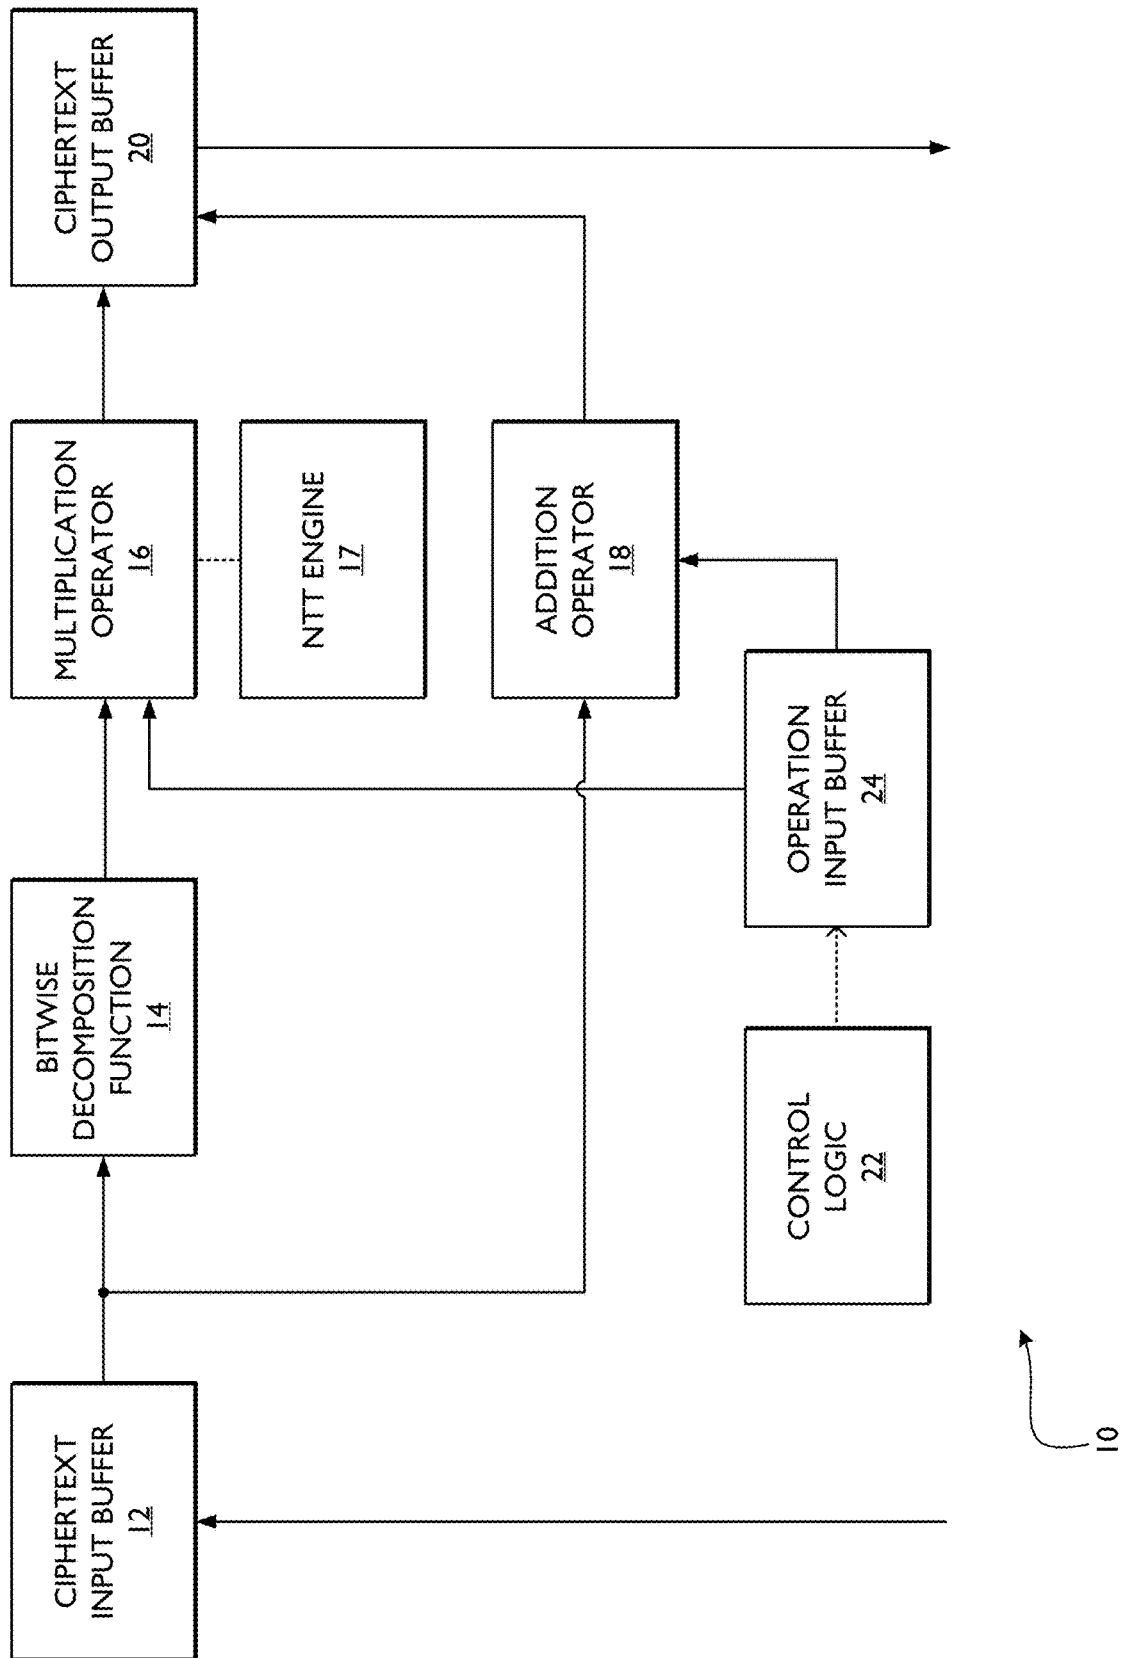 CIPHERTEXT
INPUT BUFFER
12
BITWISE
DECOMPOSITION
FUNCTION
14
MULTIPLICATION
OPERATOR
16
CIPHERTEXT
OUTPUT BUFFER
20
NTT ENGINE
17
ADDITION
OPERATOR
18
CONTROL
LOGIC
22
OPERATION
INPUT BUFFER
24
10